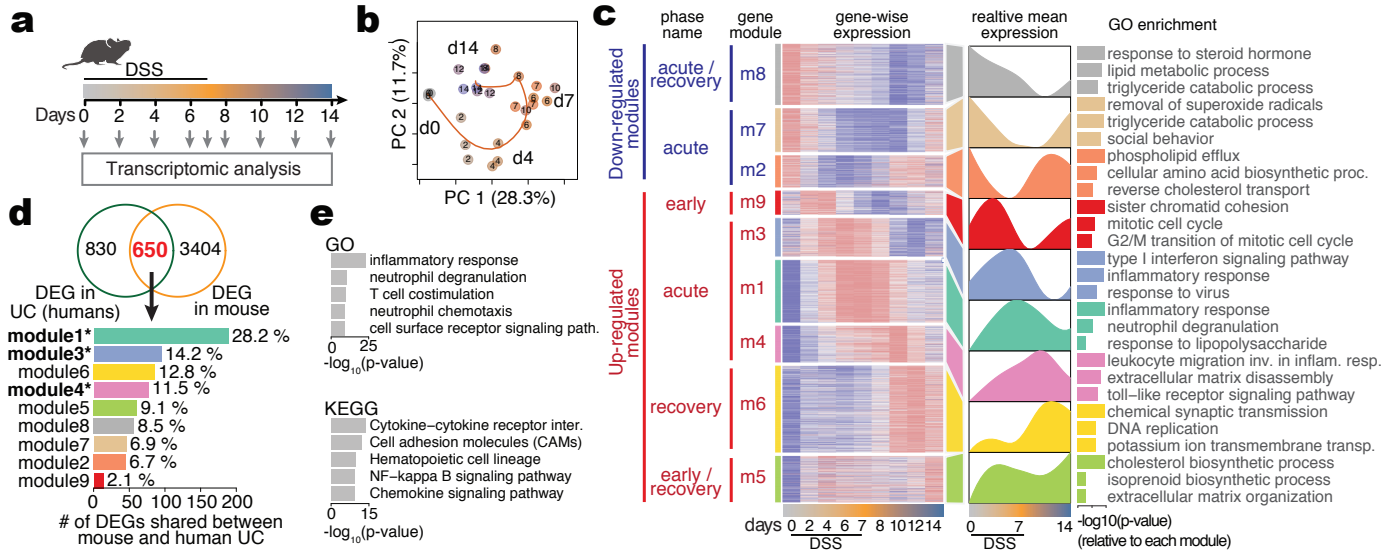 a
DSS
Days
0 2 4 6 8 10 12 14
Transcriptomic analysis
b
PC 2 (11.7%)
d14
d7
d0
d4
PC 1 (28.3%)
c
phase name
gene module
gene-wise expression
realtive mean expression
GO enrichment
Down-regulated modules
acute / recovery
m8
response to steroid hormone
lipid metabolic process
triglyceride catabolic process
acute
m7
removal of superoxide radicals
triglyceride catabolic process
social behavior
m2
phospholipid efflux
cellular amino acid biosynthetic proc.
reverse cholesterol transport
Up-regulated modules
early
m9
sister chromatid cohesion
mitotic cell cycle
G2/M transition of mitotic cell cycle
acute
m3
type I interferon signaling pathway
inflammatory response
response to virus
m1
inflammatory response
neutrophil degranulation
response to lipopolysaccharide
m4
leukocyte migration inv. in inflam. resp.
extracellular matrix disassembly
toll-like receptor signaling pathway
recovery
m6
chemical synaptic transmission
DNA replication
potassium ion transmembrane transp.
early / recovery
m5
cholesterol biosynthetic process
isoprenoid biosynthetic process
extracellular matrix organization
days 0 2 4 6 7 8 10 12 14
DSS
0 7 14
DSS
-log10(p-value)
(relative to each module)
d
830 650 3404
DEG in UC (humans)
DEG in mouse
module1* 28.2 %
module3* 14.2 %
module6 12.8 %
module4* 11.5 %
module5 9.1 %
module8 8.5 %
module7 6.9 %
module2 6.7 %
module9 2.1 %
0 50 100 150 200
# of DEGs shared between
mouse and human UC
e
GO
inflammatory response
neutrophil degranulation
T cell costimulation
neutrophil chemotaxis
cell surface receptor signaling path.
0 25
-log10(p-value)
KEGG
Cytokine−cytokine receptor inter.
Cell adhesion molecules (CAMs)
Hematopoietic cell lineage
NF−kappa B signaling pathway
Chemokine signaling pathway
0 15
-log10(p-value)